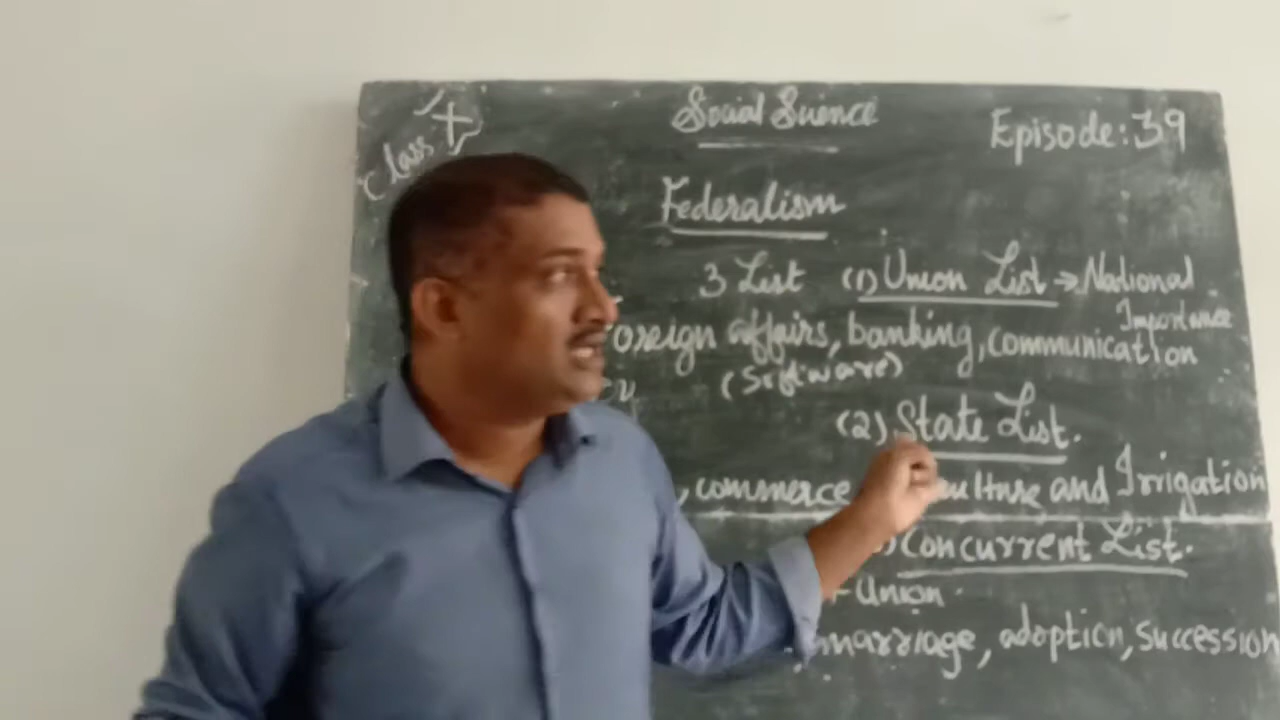 Class X
Social Science
Episode: 39
Federalism
3 List (1) Union List → National
Importance
oreign affairs, banking, communication
cy (Software)
(2) State List.
, commerce ulture and Irrigation
) Concurrent List.
+ Union.
marriage, adoption, succession